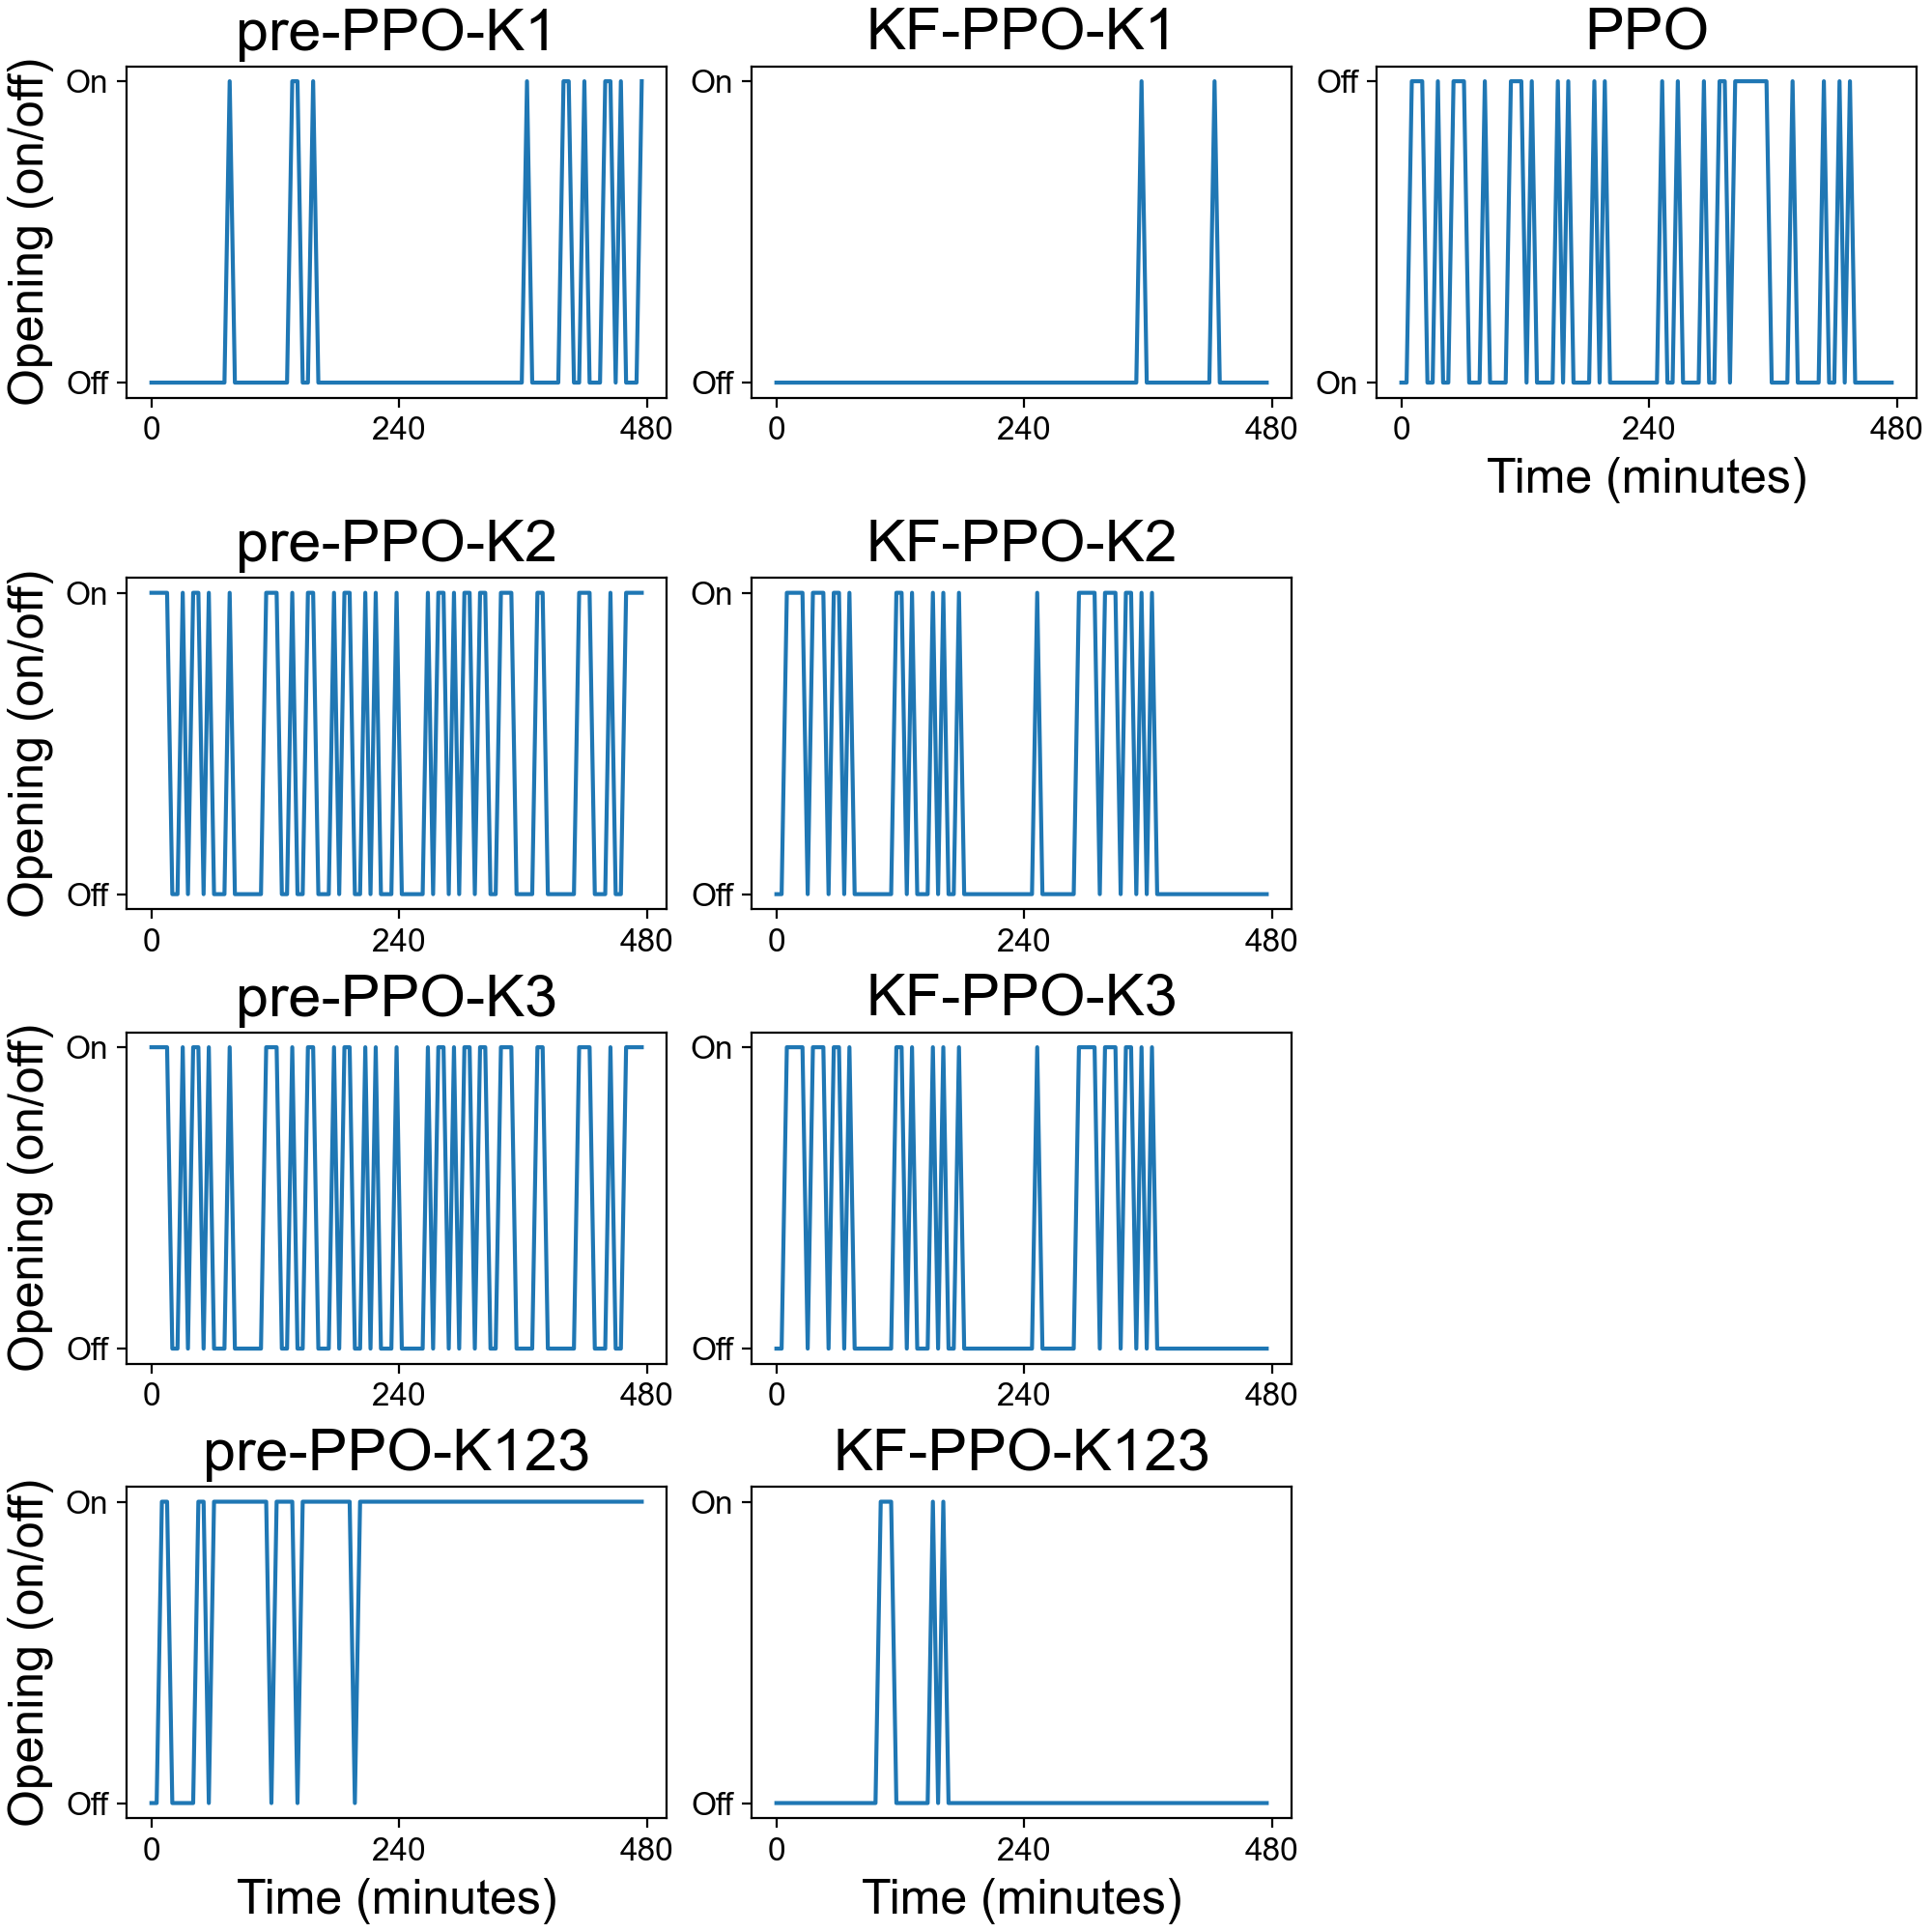 pre-PPO-K1
KF-PPO-K1
PPO
Opening (on/off)
On
Off
0 240 480
On
Off
0 240 480
Off
On
0 240 480
Time (minutes)
pre-PPO-K2
KF-PPO-K2
Opening (on/off)
On
Off
0 240 480
On
Off
0 240 480
pre-PPO-K3
KF-PPO-K3
Opening (on/off)
On
Off
0 240 480
On
Off
0 240 480
pre-PPO-K123
KF-PPO-K123
Opening (on/off)
On
Off
0 240 480
Time (minutes)
On
Off
0 240 480
Time (minutes)